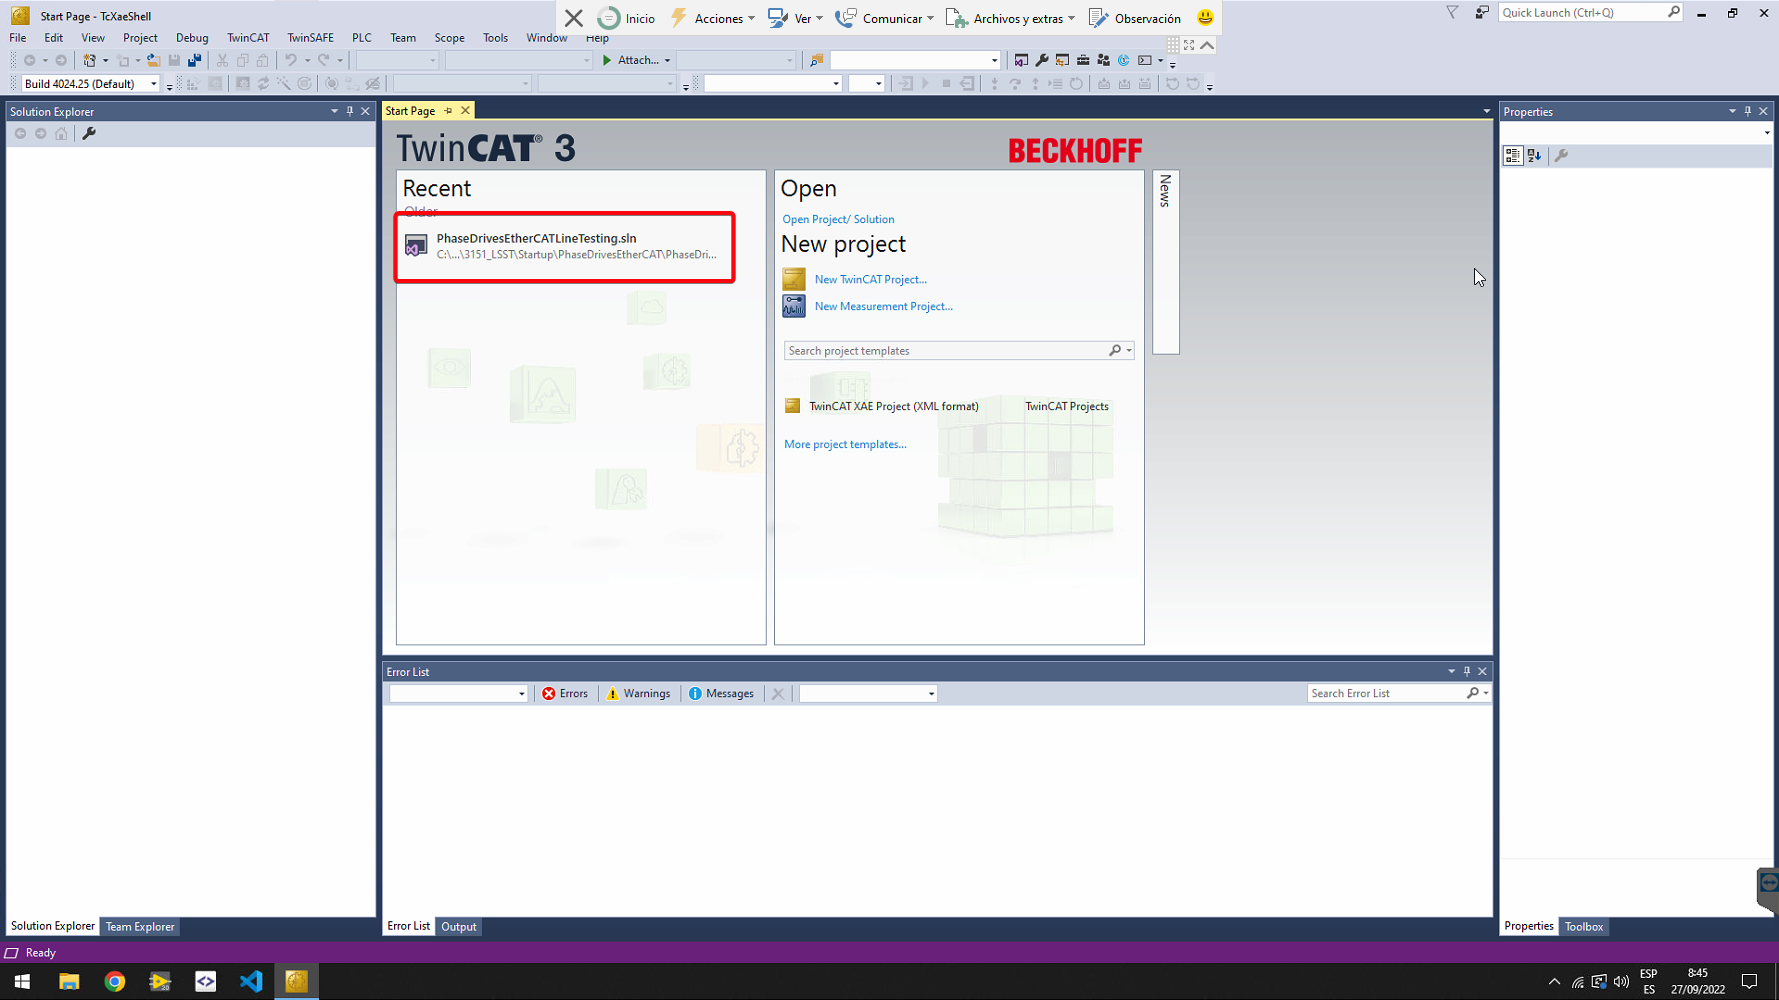 Start Page - TcXaeShell
Inicio
Acciones
Ver
Comunicar
Archivos y extras
Observación
Quick Launch (Ctrl+Q)
File
Edit
View
Project
Debug
TwinCAT
TwinSAFE
PLC
Team
Scope
Tools
Window
Help
Attach...
Build 4024.25 (Default)
Solution Explorer
Start Page
Properties
TwinCAT® 3
BECKHOFF
Recent
Older
PhaseDrivesEtherCATLineTesting.sln
C:\...\3151_LSST\Startup\PhaseDrivesEtherCAT\PhaseDri...
Open
Open Project/ Solution
New project
New TwinCAT Project...
New Measurement Project...
Search project templates
TwinCAT XAE Project (XML format)
TwinCAT Projects
More project templates...
News
Error List
Errors
Warnings
Messages
Search Error List
Solution Explorer
Team Explorer
Error List
Output
Properties
Toolbox
Ready
ESP
ES
8:45
27/09/2022